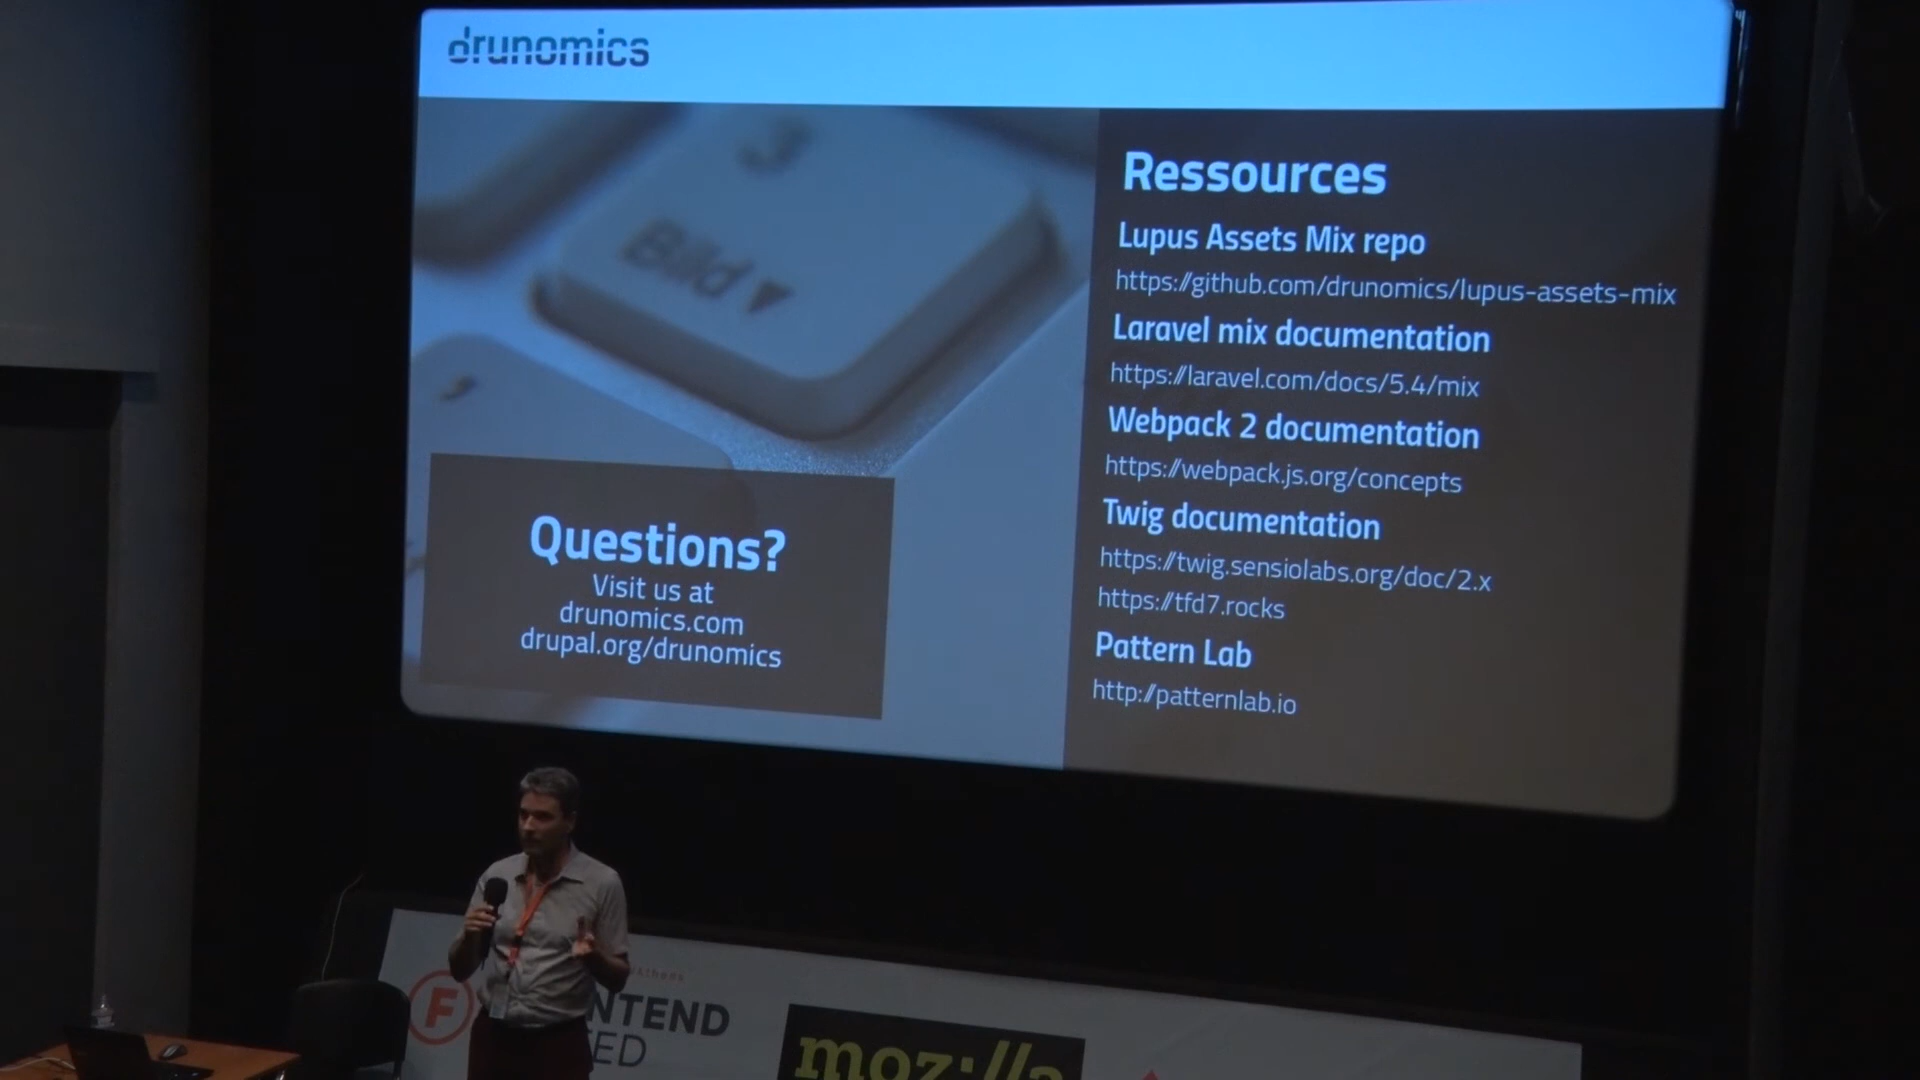 drunomics
3
Bild ▼
Ressources
Lupus Assets Mix repo
https://github.com/drunomics/lupus-assets-mix
Laravel mix documentation
https://laravel.com/docs/5.4/mix
Webpack 2 documentation
https://webpack.js.org/concepts
Twig documentation
https://twig.sensiolabs.org/doc/2.x
https://tfd7.rocks
Pattern Lab
http://patternlab.io
Questions?
Visit us at
drunomics.com
drupal.org/drunomics
F
NTEND
ED
moz://a